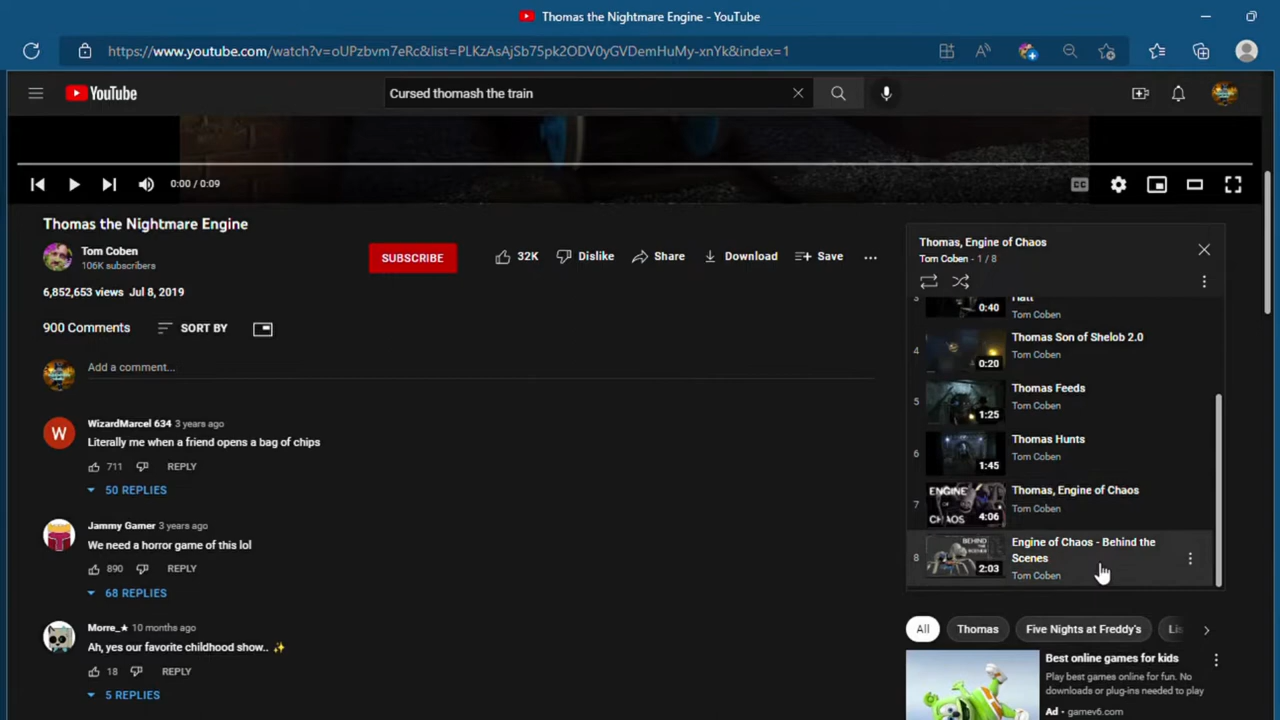 Thomas the Nightmare Engine - YouTube
https://www.youtube.com/watch?v=oUPzbvm7eRc&list=PLKzAsAjSb75pk2ODV0yGVDemHuMy-xnYk&index=1
YouTube
Cursed thomash the train
0:00 / 0:09
CC
Thomas the Nightmare Engine
Tom Coben
106K subscribers
SUBSCRIBE
32K
Dislike
Share
Download
Save
6,852,653 views Jul 8, 2019
900 Comments
SORT BY
Add a comment...
W
WizardMarcel 634 3 years ago
Literally me when a friend opens a bag of chips
711 REPLY
50 REPLIES
Jammy Gamer 3 years ago
We need a horror game of this lol
890 REPLY
68 REPLIES
Morre_★ 10 months ago
Ah, yes our favorite childhood show.. ✨
18 REPLY
5 REPLIES
Thomas, Engine of Chaos
Tom Coben - 1 / 8
3
0:40
Hatt
Tom Coben
4
0:20
Thomas Son of Shelob 2.0
Tom Coben
5
1:25
Thomas Feeds
Tom Coben
6
1:45
Thomas Hunts
Tom Coben
7
ENGINE
CHAOS
4:06
Thomas, Engine of Chaos
Tom Coben
8
BEHIND
THE
SCENES
2:03
Engine of Chaos - Behind the
Scenes
Tom Coben
All
Thomas
Five Nights at Freddy's
Lis
Best online games for kids
Play best games online for fun. No
downloads or plug-ins needed to play
Ad - gamev6.com